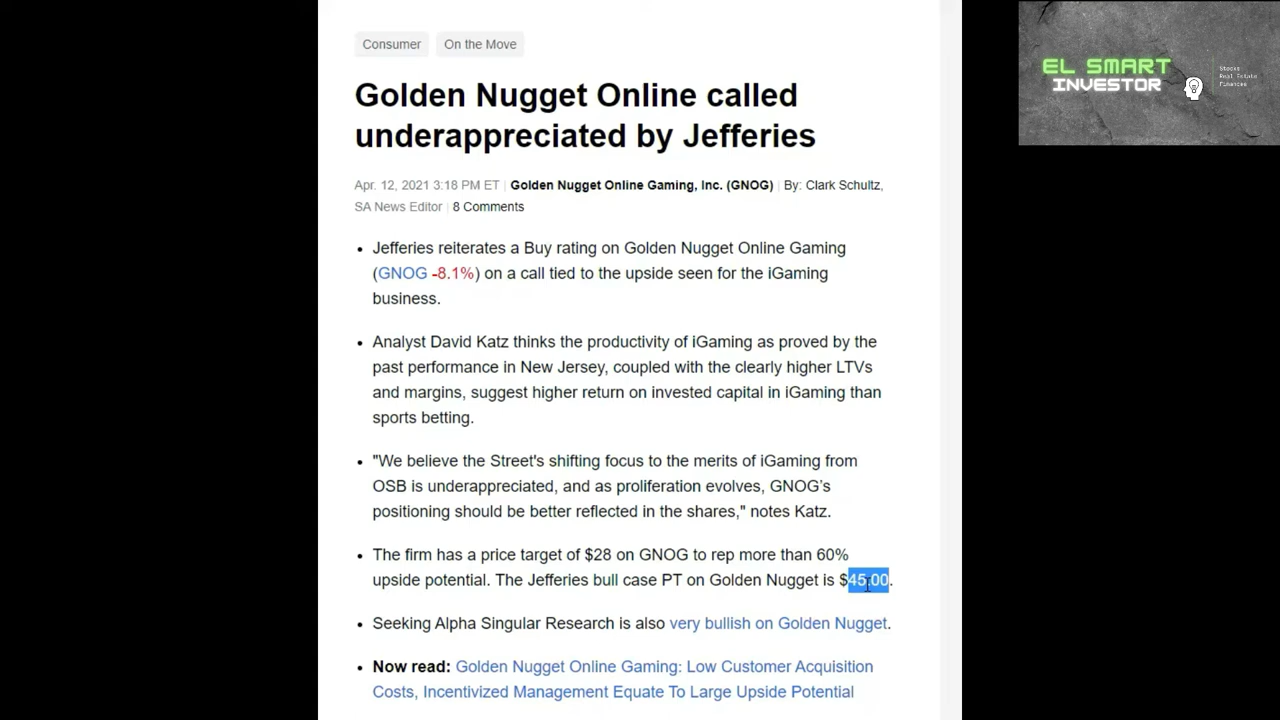 Consumer
On the Move
EL SMART
INVESTOR
Stocks
Real Estate
Finances
Golden Nugget Online called
underappreciated by Jefferies
Apr. 12, 2021 3:18 PM ET | Golden Nugget Online Gaming, Inc. (GNOG) | By: Clark Schultz,
SA News Editor | 8 Comments
• Jefferies reiterates a Buy rating on Golden Nugget Online Gaming
(GNOG -8.1%) on a call tied to the upside seen for the iGaming
business.
• Analyst David Katz thinks the productivity of iGaming as proved by the
past performance in New Jersey, coupled with the clearly higher LTVs
and margins, suggest higher return on invested capital in iGaming than
sports betting.
• "We believe the Street's shifting focus to the merits of iGaming from
OSB is underappreciated, and as proliferation evolves, GNOG's
positioning should be better reflected in the shares," notes Katz.
• The firm has a price target of $28 on GNOG to rep more than 60%
upside potential. The Jefferies bull case PT on Golden Nugget is $45.00.
• Seeking Alpha Singular Research is also very bullish on Golden Nugget.
• Now read: Golden Nugget Online Gaming: Low Customer Acquisition
Costs, Incentivized Management Equate To Large Upside Potential